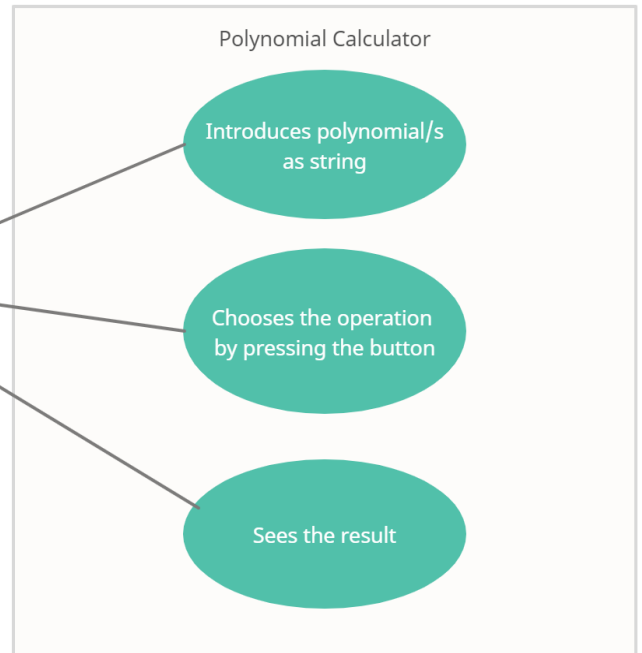 Polynomial Calculator
Introduces polynomial/s
as string
Chooses the operation
by pressing the button
Sees the result